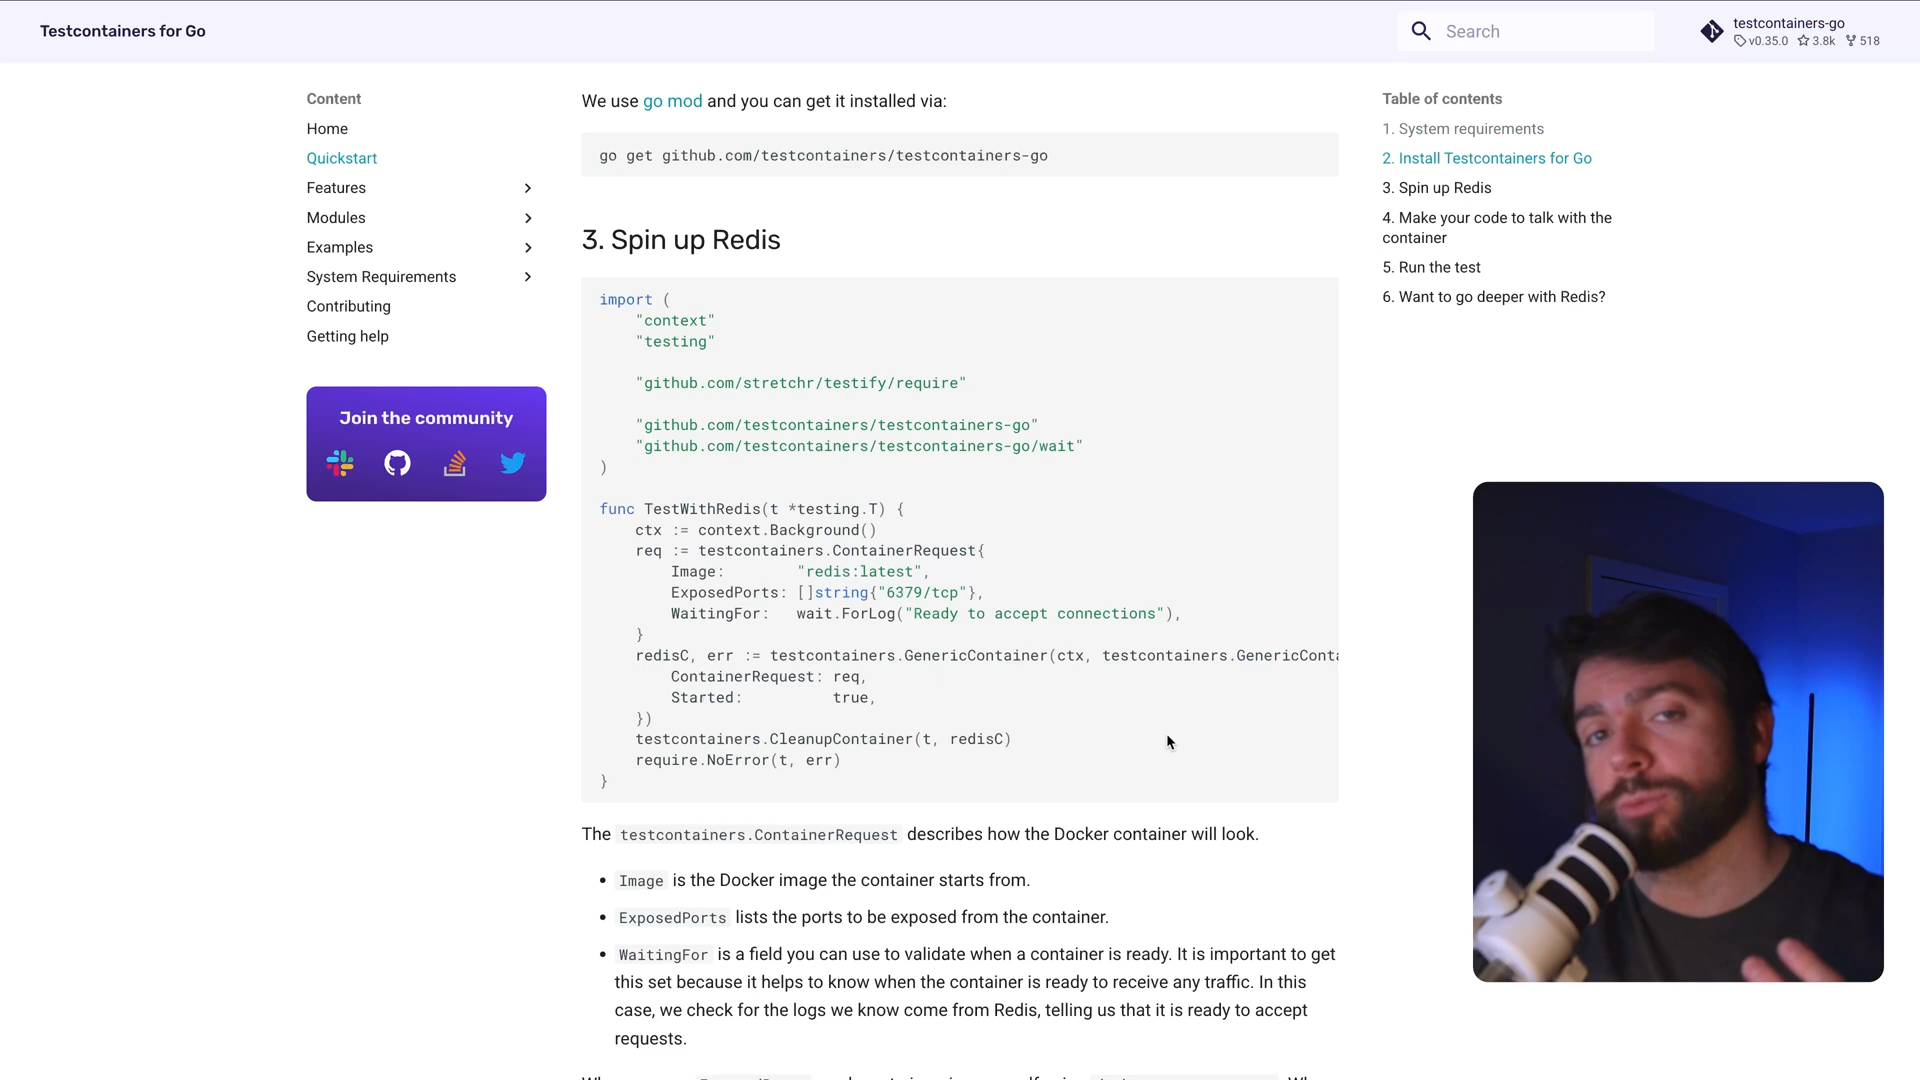 Testcontainers for Go
Search
testcontainers-go
v0.35.0 3.8k 518
Content
Home
Quickstart
Features
Modules
Examples
System Requirements
Contributing
Getting help
Join the community
We use go mod and you can get it installed via:
go get github.com/testcontainers/testcontainers-go
3. Spin up Redis
import (
"context"
"testing"
"github.com/stretchr/testify/require"
"github.com/testcontainers/testcontainers-go"
"github.com/testcontainers/testcontainers-go/wait"
)
func TestWithRedis(t *testing.T) {
ctx := context.Background()
req := testcontainers.ContainerRequest{
Image: "redis:latest",
ExposedPorts: []string{"6379/tcp"},
WaitingFor: wait.ForLog("Ready to accept connections"),
}
redisC, err := testcontainers.GenericContainer(ctx, testcontainers.GenericConta
ContainerRequest: req,
Started: true,
})
testcontainers.CleanupContainer(t, redisC)
require.NoError(t, err)
}
The testcontainers.ContainerRequest describes how the Docker container will look.
• Image is the Docker image the container starts from.
• ExposedPorts lists the ports to be exposed from the container.
• WaitingFor is a field you can use to validate when a container is ready. It is important to get
this set because it helps to know when the container is ready to receive any traffic. In this
case, we check for the logs we know come from Redis, telling us that it is ready to accept
requests.
Table of contents
1. System requirements
2. Install Testcontainers for Go
3. Spin up Redis
4. Make your code to talk with the
container
5. Run the test
6. Want to go deeper with Redis?